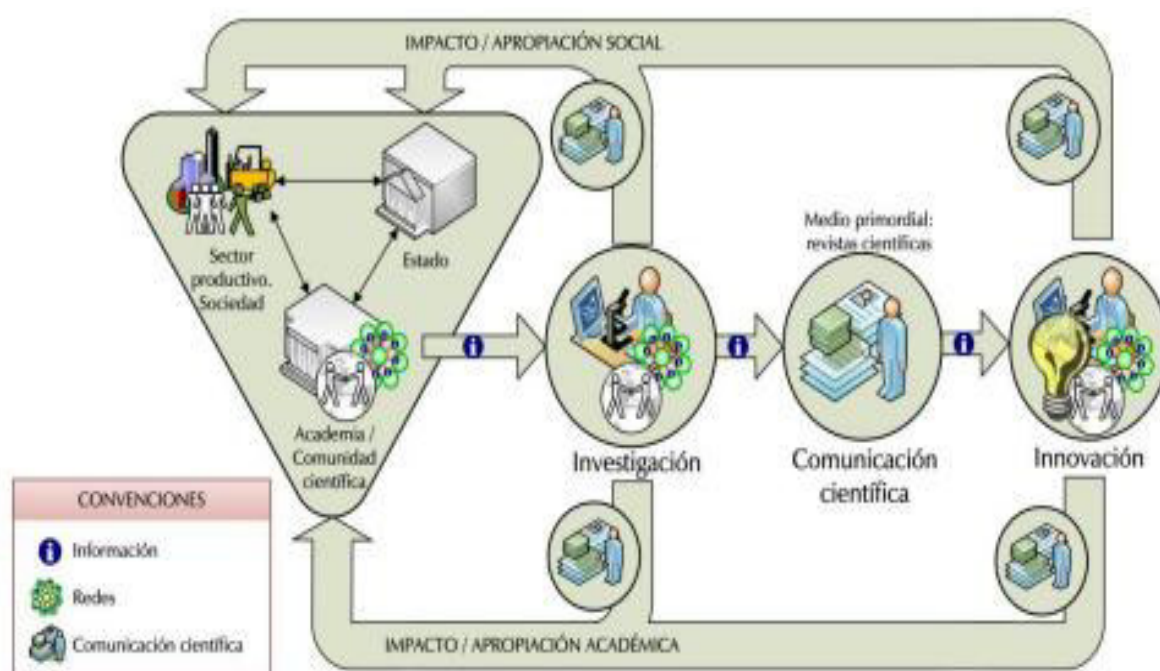 IMPACTO / APROPIACIÓN SOCIAL
Sector
productivo.
Sociedad
Estado
Academia /
Comunidad
científica
Medio primordial:
revistas científicas
Investigación
Comunicación
científica
Innovación
CONVENCIONES
Información
Redes
Comunicación científica
IMPACTO / APROPIACIÓN ACADÉMICA